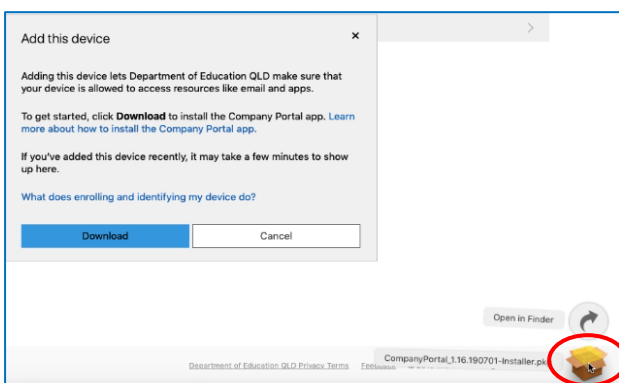 Add this device
Adding this device lets Department of Education QLD make sure that
your device is allowed to access resources like email and apps.
To get started, click Download to install the Company Portal app. Learn
more about how to install the Company Portal app.
If you've added this device recently, it may take a few minutes to show
up here.
What does enrolling and identifying my device do?
Download Cancel
Open in Finder
CompanyPortal_1.16.190701-Installer.pk
Department of Education QLD Privacy Terms